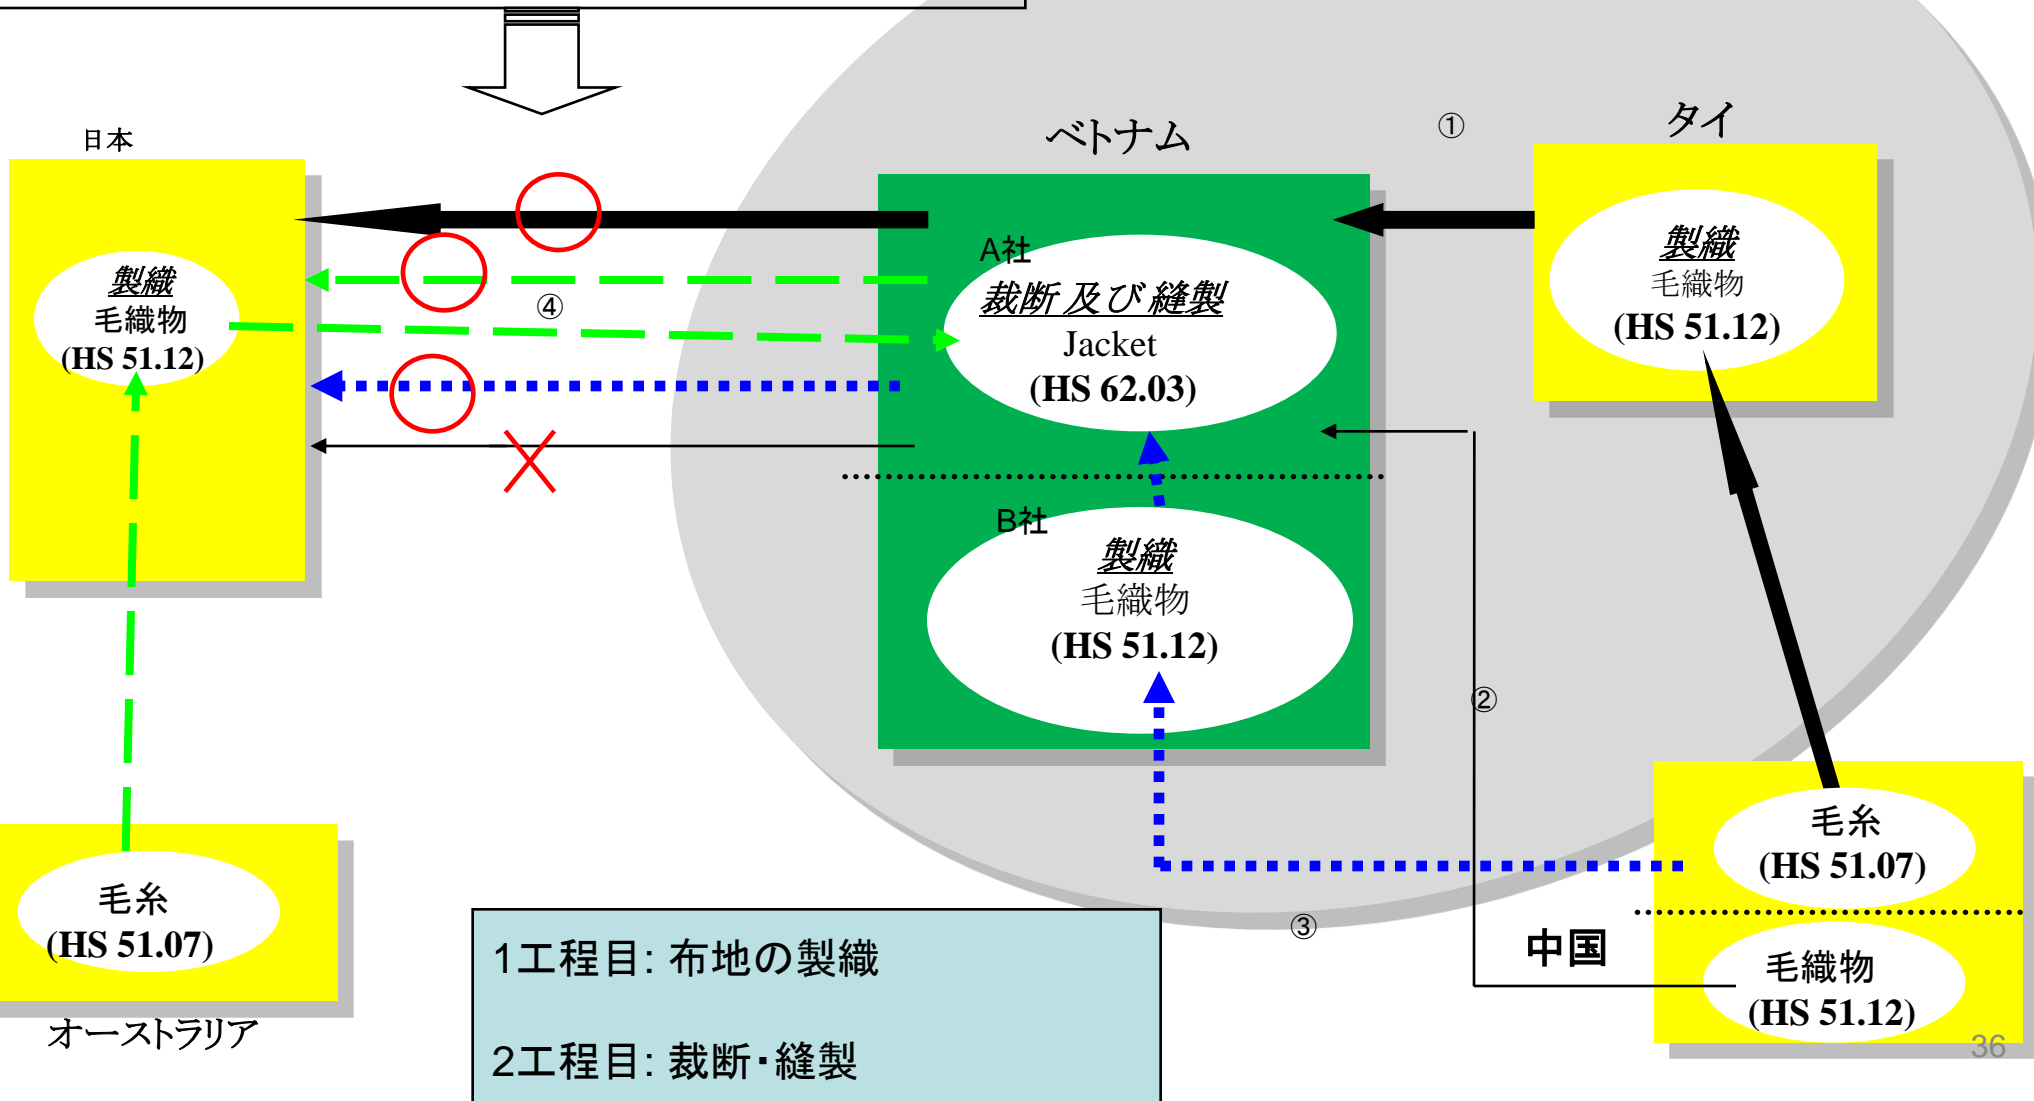 日本
製織
毛織物
(HS 51.12)
④
ベトナム
A社
裁断 及び 縫製
Jacket
(HS 62.03)
B社
製織
毛織物
(HS 51.12)
①
タイ
製織
毛織物
(HS 51.12)
②
毛糸
(HS 51.07)
オーストラリア
1工程目: 布地の製織
2工程目: 裁断・縫製
③
中国
毛糸
(HS 51.07)
毛織物
(HS 51.12)
36